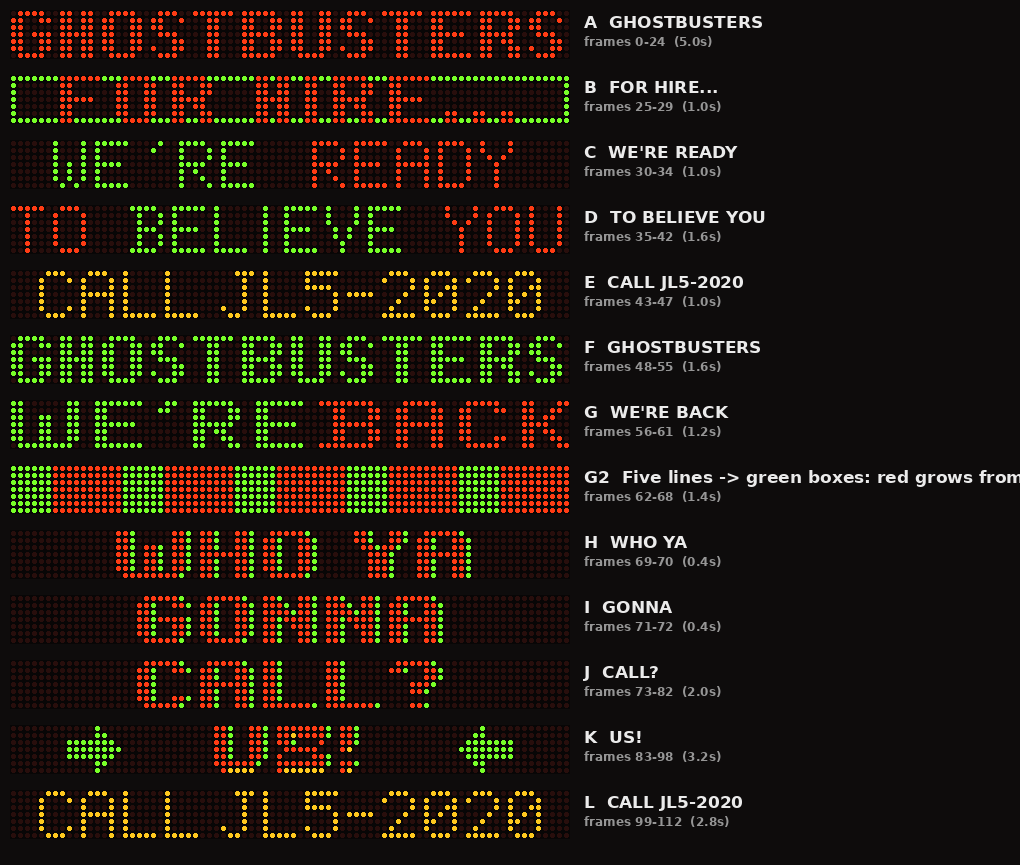 GHOSTBUSTERS A GHOSTBUSTERS
frames 0-24 (5.0s)
FOR HIRE... B FOR HIRE...
frames 25-29 (1.0s)
WE'RE READY C WE'RE READY
frames 30-34 (1.0s)
TO BELIEVE YOU D TO BELIEVE YOU
frames 35-42 (1.6s)
CALL JL5-2020 E CALL JL5-2020
frames 43-47 (1.0s)
GHOSTBUSTERS F GHOSTBUSTERS
frames 48-55 (1.6s)
WE'RE BACK G WE'RE BACK
frames 56-61 (1.2s)
G2 Five lines -> green boxes: red grows from
frames 62-68 (1.4s)
WHO YA H WHO YA
frames 69-70 (0.4s)
GONNA I GONNA
frames 71-72 (0.4s)
CALL? J CALL?
frames 73-82 (2.0s)
US! K US!
frames 83-98 (3.2s)
CALL JL5-2020 L CALL JL5-2020
frames 99-112 (2.8s)